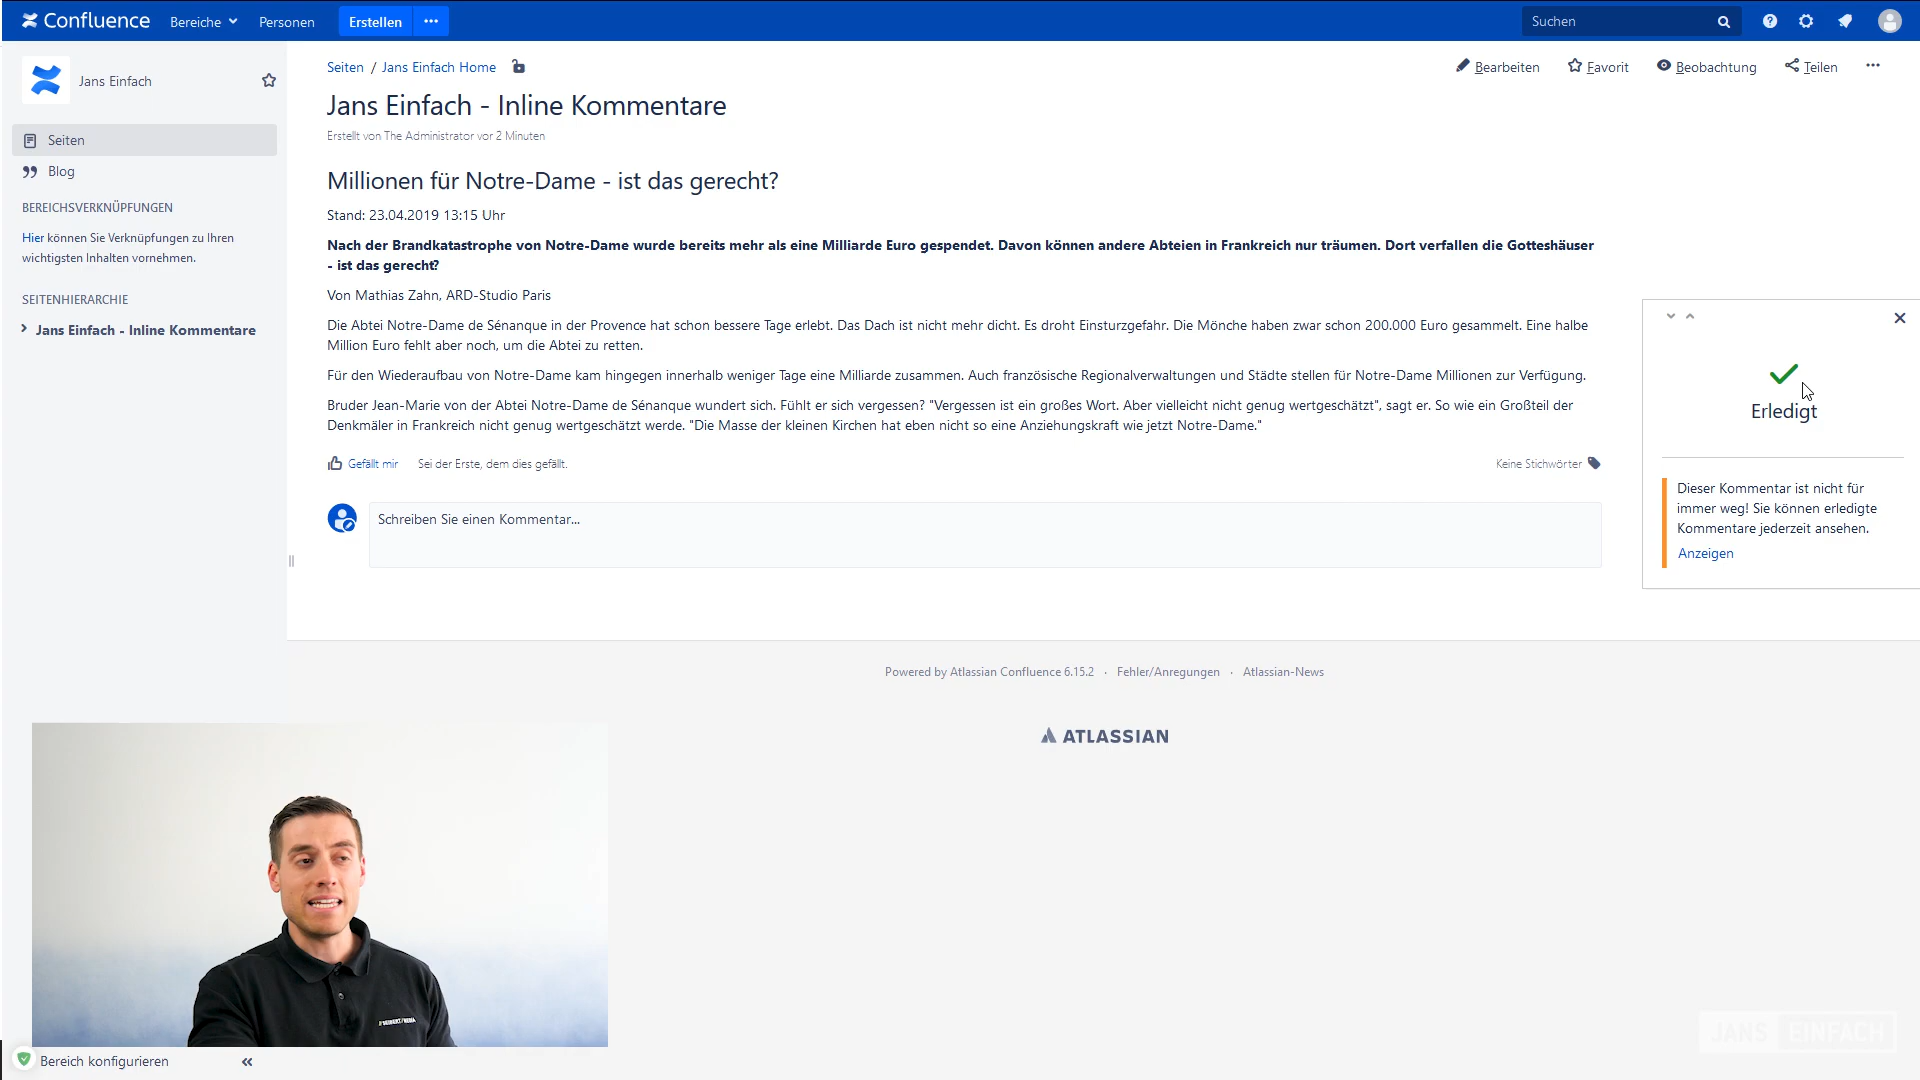 Confluence Bereiche Personen Erstellen ··· Suchen
Jans Einfach
Seiten
Blog
BEREICHSVERKNÜPFUNGEN
Hier können Sie Verknüpfungen zu Ihren
wichtigsten Inhalten vornehmen.
SEITENHIERARCHIE
Jans Einfach - Inline Kommentare
Seiten / Jans Einfach Home
Bearbeiten Favorit Beobachtung Teilen ···
Jans Einfach - Inline Kommentare
Erstellt von The Administrator vor 2 Minuten
Millionen für Notre-Dame - ist das gerecht?
Stand: 23.04.2019 13:15 Uhr
Nach der Brandkatastrophe von Notre-Dame wurde bereits mehr als eine Milliarde Euro gespendet. Davon können andere Abteien in Frankreich nur träumen. Dort verfallen die Gotteshäuser
- ist das gerecht?
Von Mathias Zahn, ARD-Studio Paris
Die Abtei Notre-Dame de Sénanque in der Provence hat schon bessere Tage erlebt. Das Dach ist nicht mehr dicht. Es droht Einsturzgefahr. Die Mönche haben zwar schon 200.000 Euro gesammelt. Eine halbe
Million Euro fehlt aber noch, um die Abtei zu retten.
Für den Wiederaufbau von Notre-Dame kam hingegen innerhalb weniger Tage eine Milliarde zusammen. Auch französische Regionalverwaltungen und Städte stellen für Notre-Dame Millionen zur Verfügung.
Bruder Jean-Marie von der Abtei Notre-Dame de Sénanque wundert sich. Fühlt er sich vergessen? "Vergessen ist ein großes Wort. Aber vielleicht nicht genug wertgeschätzt", sagt er. So wie ein Großteil der
Denkmäler in Frankreich nicht genug wertgeschätzt werde. "Die Masse der kleinen Kirchen hat eben nicht so eine Anziehungskraft wie jetzt Notre-Dame."
Gefällt mir Sei der Erste, dem dies gefällt. Keine Stichwörter
Schreiben Sie einen Kommentar...
Erledigt
Dieser Kommentar ist nicht für
immer weg! Sie können erledigte
Kommentare jederzeit ansehen.
Anzeigen
Powered by Atlassian Confluence 6.15.2 · Fehler/Anregungen · Atlassian-News
ATLASSIAN
JANS EINFACH
Bereich konfigurieren